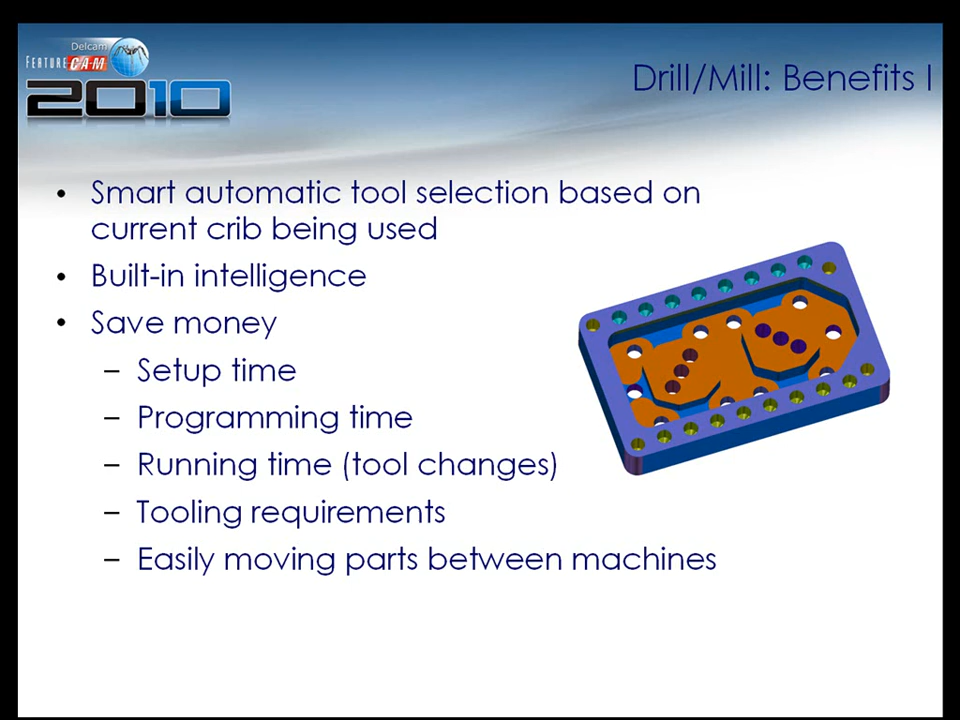 Delcam
FEATURECAM
2010
Drill/Mill: Benefits I
• Smart automatic tool selection based on
current crib being used
• Built-in intelligence
• Save money
– Setup time
– Programming time
– Running time (tool changes)
– Tooling requirements
– Easily moving parts between machines